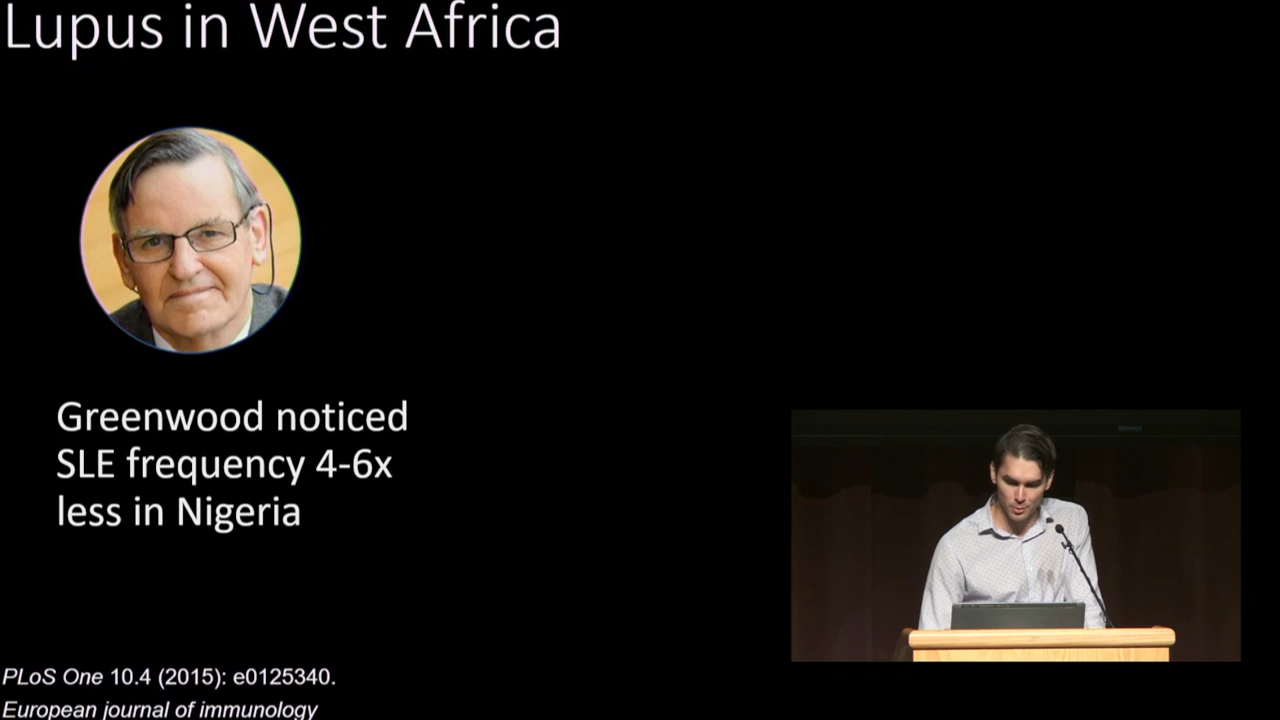 Lupus in West Africa
Greenwood noticed
SLE frequency 4-6x
less in Nigeria
PLoS One 10.4 (2015): e0125340.
European journal of immunology